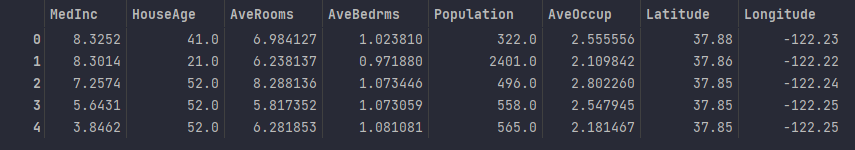 MedInc HouseAge AveRooms AveBedrms Population AveOccup Latitude Longitude
0 8.3252 41.0 6.984127 1.023810 322.0 2.555556 37.88 -122.23
1 8.3014 21.0 6.238137 0.971880 2401.0 2.109842 37.86 -122.22
2 7.2574 52.0 8.288136 1.073446 496.0 2.802260 37.85 -122.24
3 5.6431 52.0 5.817352 1.073059 558.0 2.547945 37.85 -122.25
4 3.8462 52.0 6.281853 1.081081 565.0 2.181467 37.85 -122.25